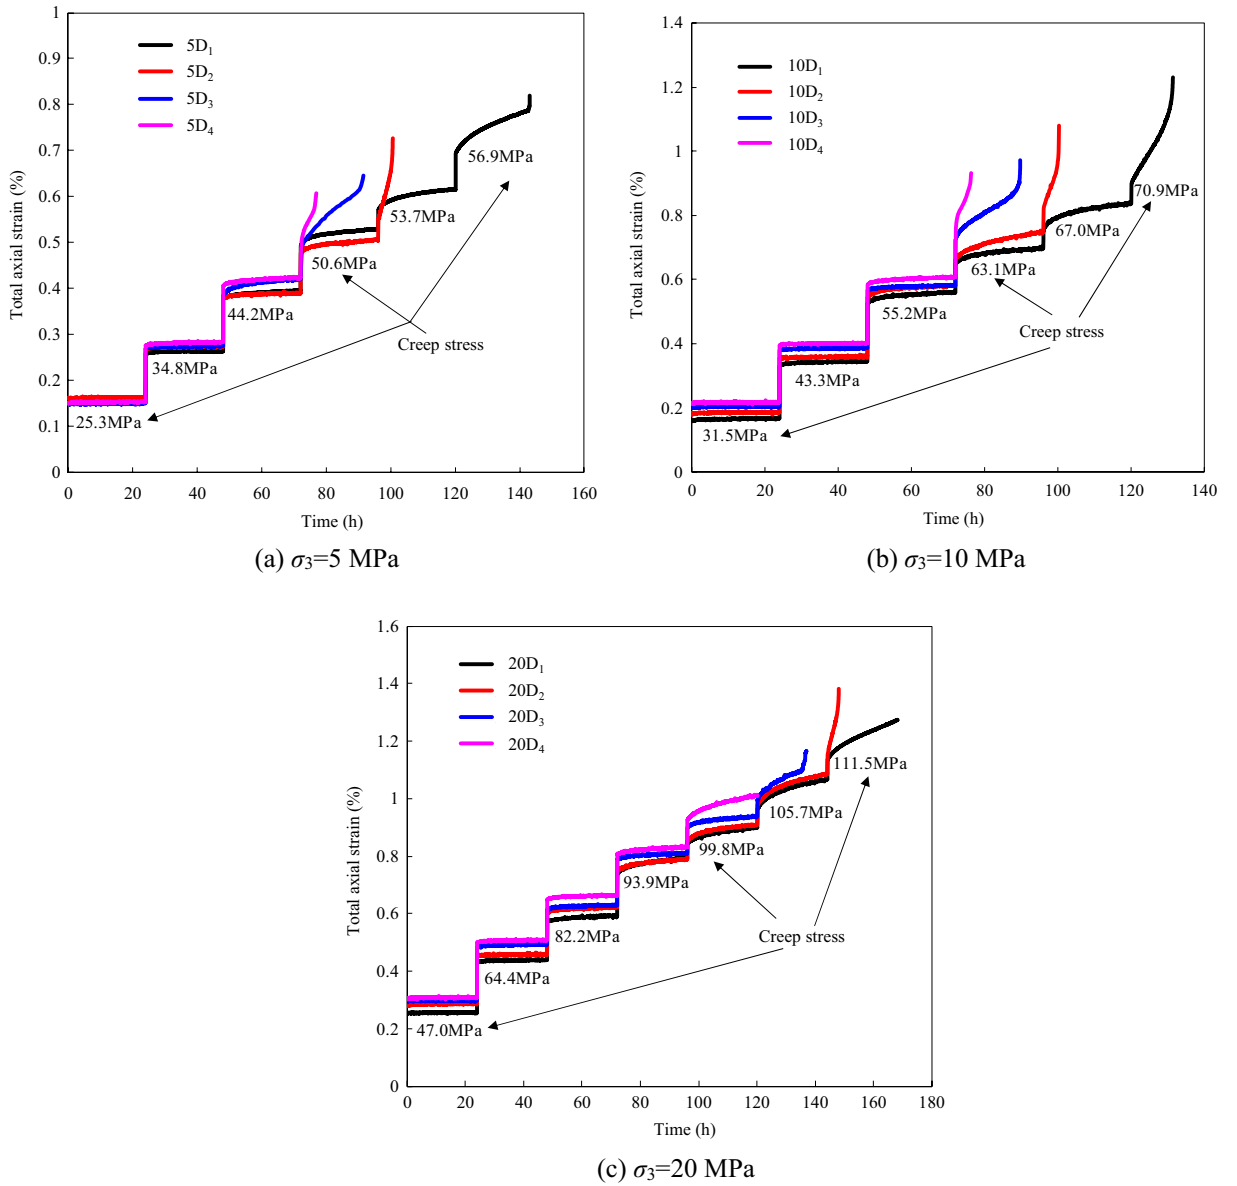 1
0.9
0.8
0.7
0.6
0.5
0.4
0.3
0.2
0.1
0
Total axial strain (%)
5D₁
5D₂
5D₃
5D₄
25.3MPa
34.8MPa
44.2MPa
50.6MPa
53.7MPa
56.9MPa
Creep stress
0 20 40 60 80 100 120 140 160
Time (h)
(a) σ₃=5 MPa
1.4
1.2
1
0.8
0.6
0.4
0.2
0
Total axial strain (%)
10D₁
10D₂
10D₃
10D₄
31.5MPa
43.3MPa
55.2MPa
63.1MPa
67.0MPa
70.9MPa
Creep stress
0 20 40 60 80 100 120 140
Time (h)
(b) σ₃=10 MPa
1.6
1.4
1.2
1
0.8
0.6
0.4
0.2
0
Total axial strain (%)
20D₁
20D₂
20D₃
20D₄
47.0MPa
64.4MPa
82.2MPa
93.9MPa
99.8MPa
105.7MPa
111.5MPa
Creep stress
0 20 40 60 80 100 120 140 160 180
Time (h)
(c) σ₃=20 MPa